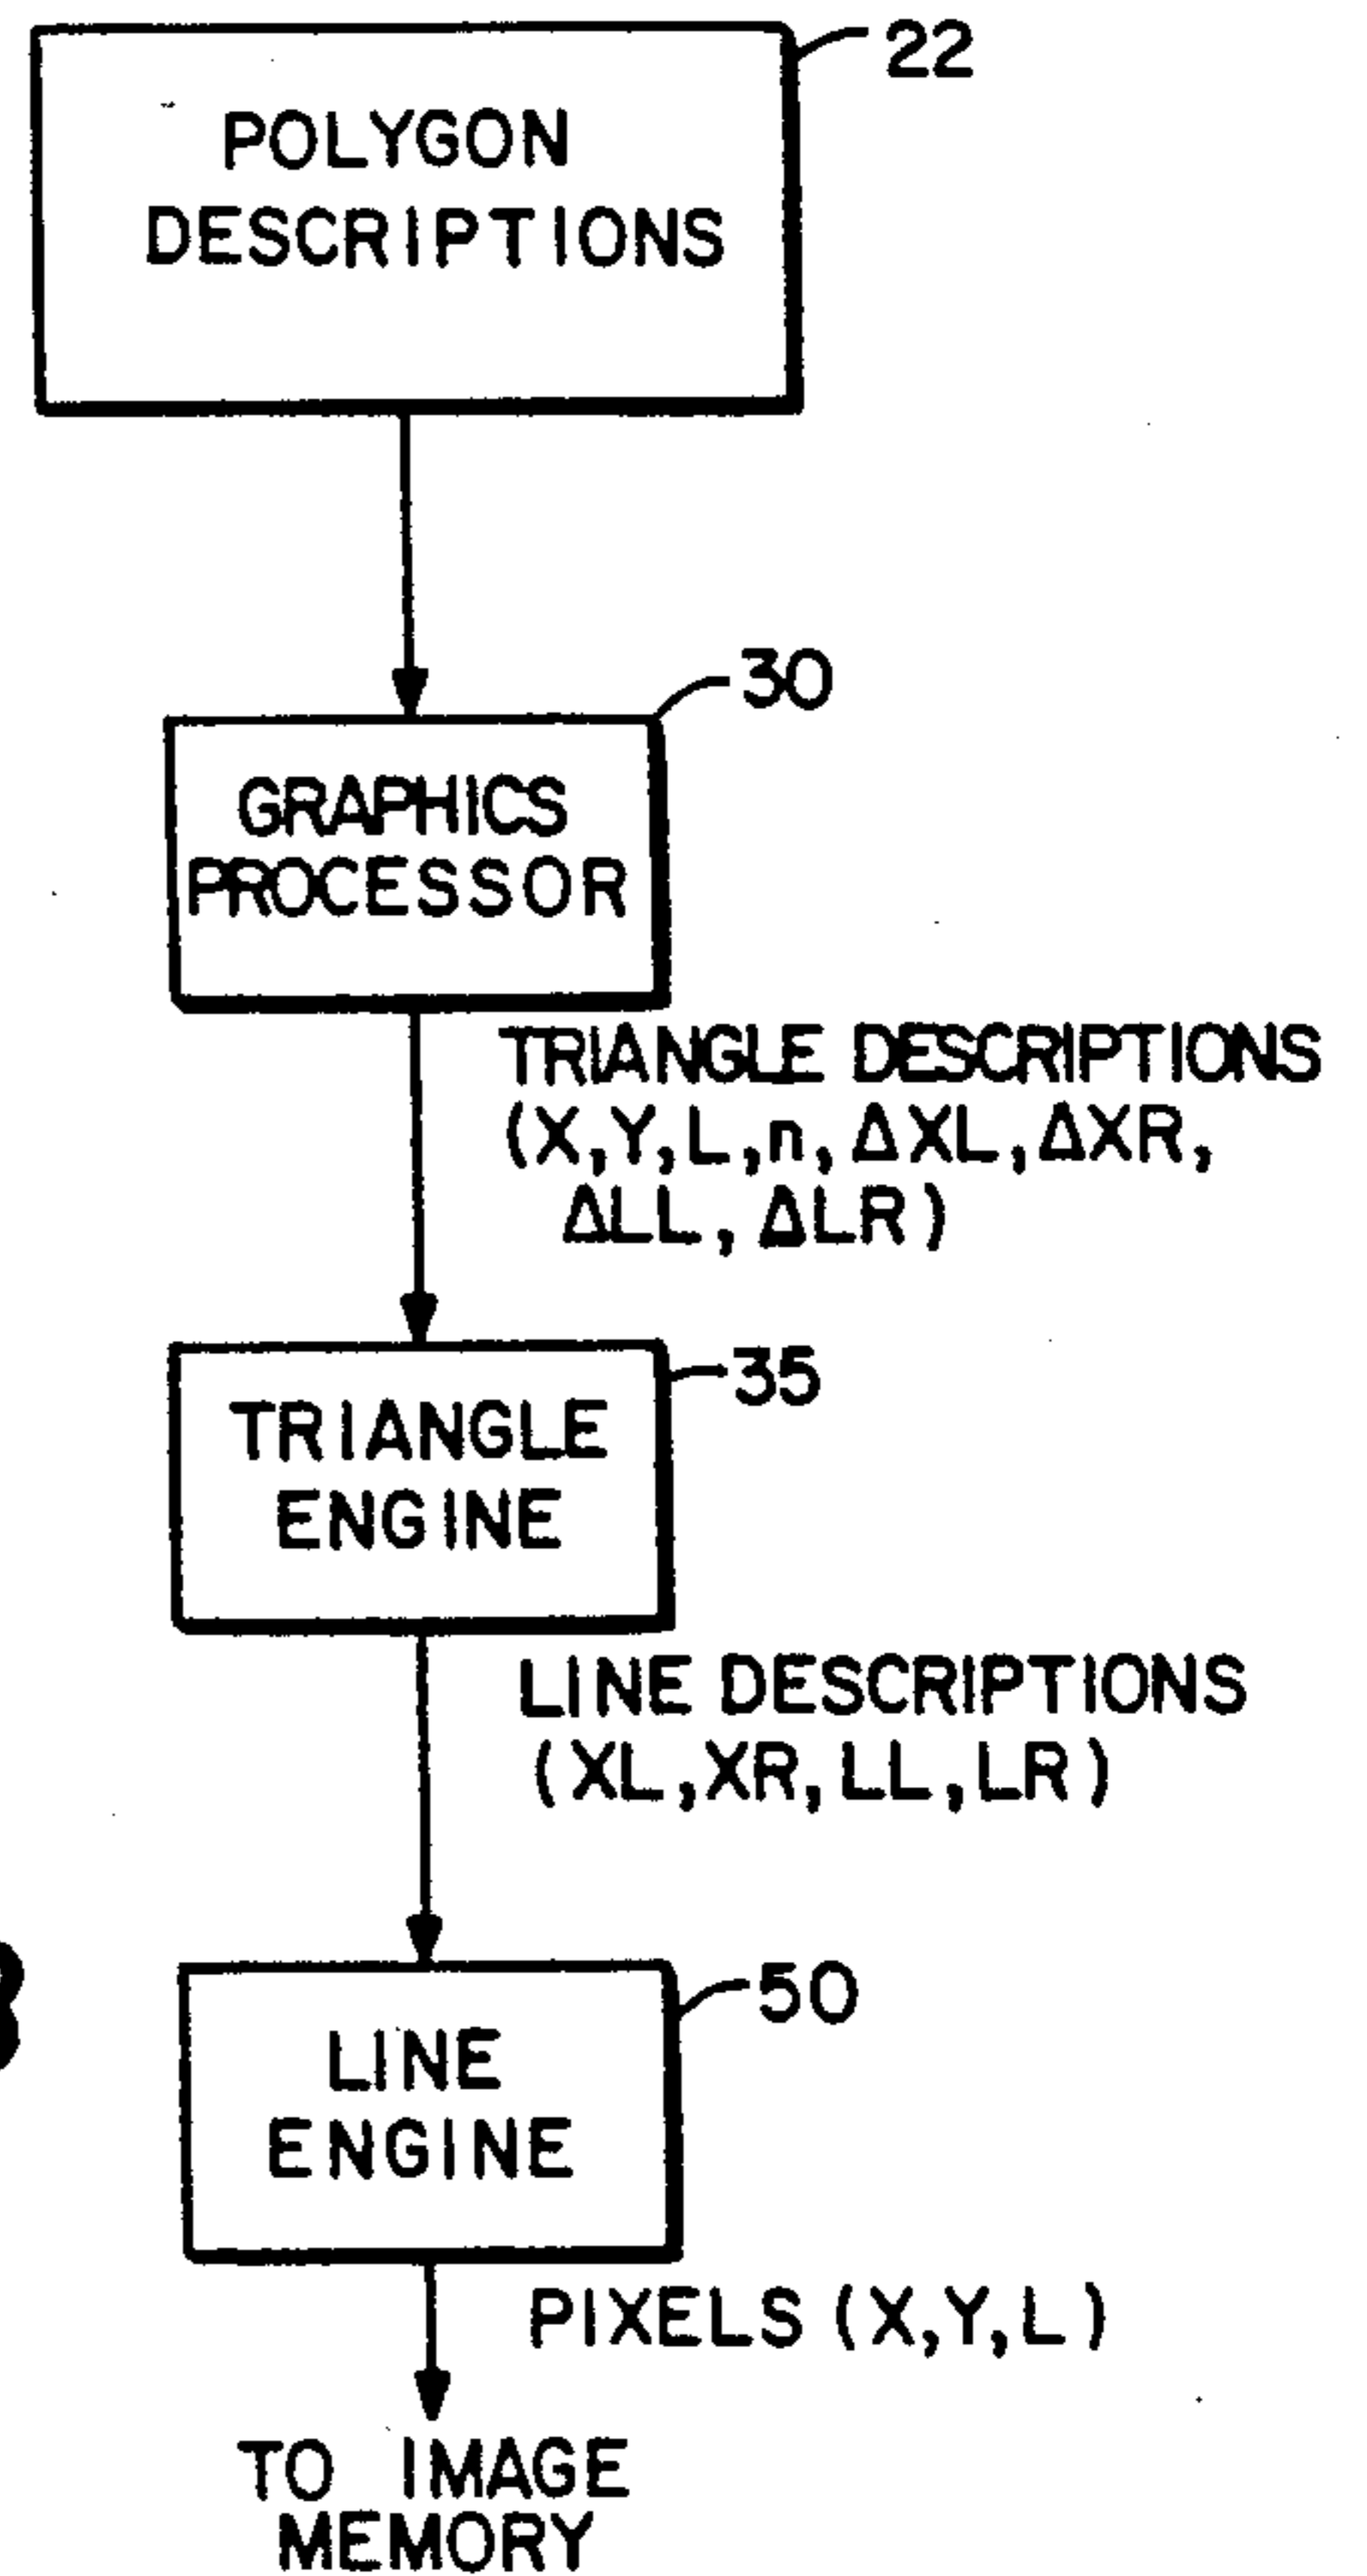 22
POLYGON
DESCRIPTIONS
30
GRAPHICS
PROCESSOR
TRIANGLE DESCRIPTIONS
(X,Y,L,n,ΔXL,ΔXR,
ΔLL,ΔLR)
35
TRIANGLE
ENGINE
LINE DESCRIPTIONS
(XL,XR,LL,LR)
50
LINE
ENGINE
PIXELS (X,Y,L)
TO IMAGE
MEMORY